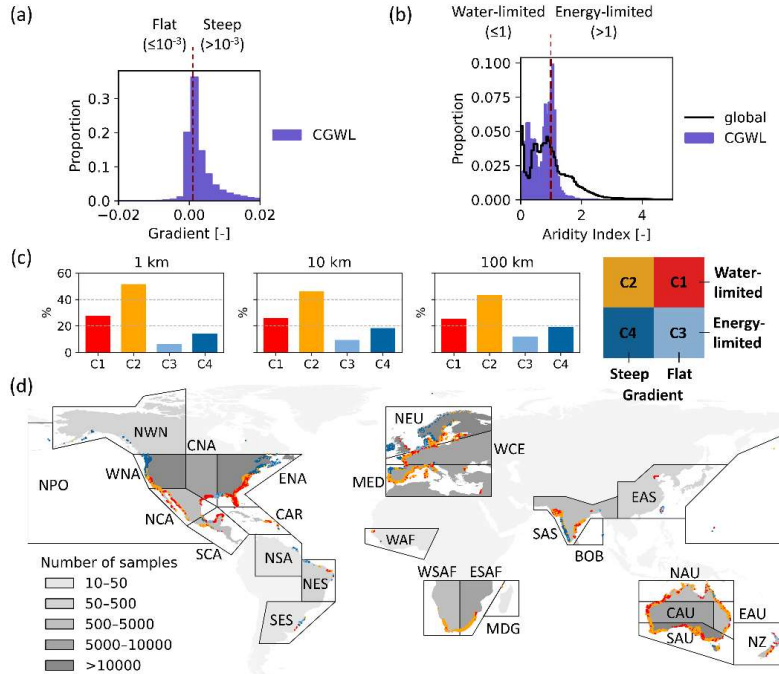 (a)
Flat
(≤10⁻³)
Steep
(>10⁻³)
Proportion
0.3
0.2
0.1
0.0
−0.02
0.00
0.02
Gradient [-]
CGWL
(b)
Water-limited
(≤1)
Energy-limited
(>1)
Proportion
0.100
0.075
0.050
0.025
0.000
0
2
4
Aridity Index [-]
global
CGWL
(c)
1 km
10 km
100 km
%
60
40
20
0
C1
C2
C3
C4
%
C1
C2
C3
C4
%
C1
C2
C3
C4
C2
C1
Water-
limited
C4
C3
Energy-
limited
Steep
Flat
Gradient
(d)
NWN
CNA
NPO
WNA
ENA
NCA
CAR
SCA
NSA
NES
SES
NEU
WCE
MED
WAF
WSAF
ESAF
MDG
EAS
SAS
BOB
NAU
CAU
EAU
SAU
NZ
Number of samples
10–50
50–500
500–5000
5000–10000
>10000